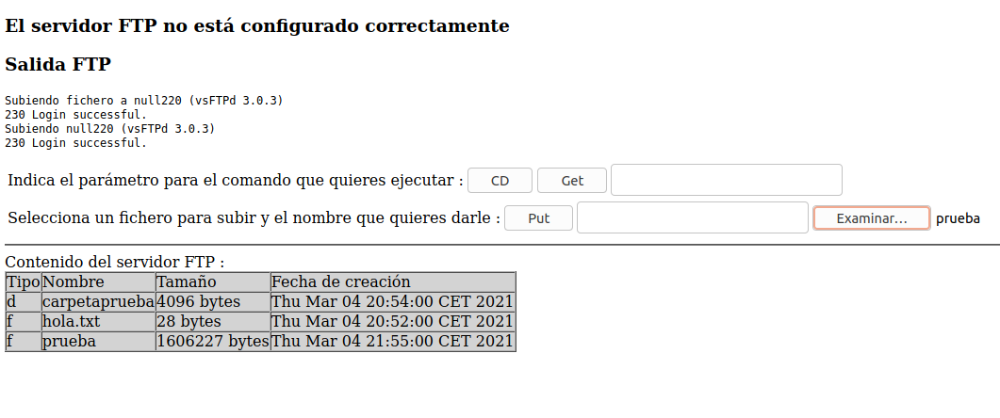 El servidor FTP no está configurado correctamente
Salida FTP
Subiendo fichero a null220 (vsFTPd 3.0.3)
230 Login successful.
Subiendo null220 (vsFTPd 3.0.3)
230 Login successful.
Indica el parámetro para el comando que quieres ejecutar : CD Get
Selecciona un fichero para subir y el nombre que quieres darle : Put Examinar... prueba
Contenido del servidor FTP :
Tipo Nombre Tamaño Fecha de creación
d carpetaprueba 4096 bytes Thu Mar 04 20:54:00 CET 2021
f hola.txt 28 bytes Thu Mar 04 20:52:00 CET 2021
f prueba 1606227 bytes Thu Mar 04 21:55:00 CET 2021